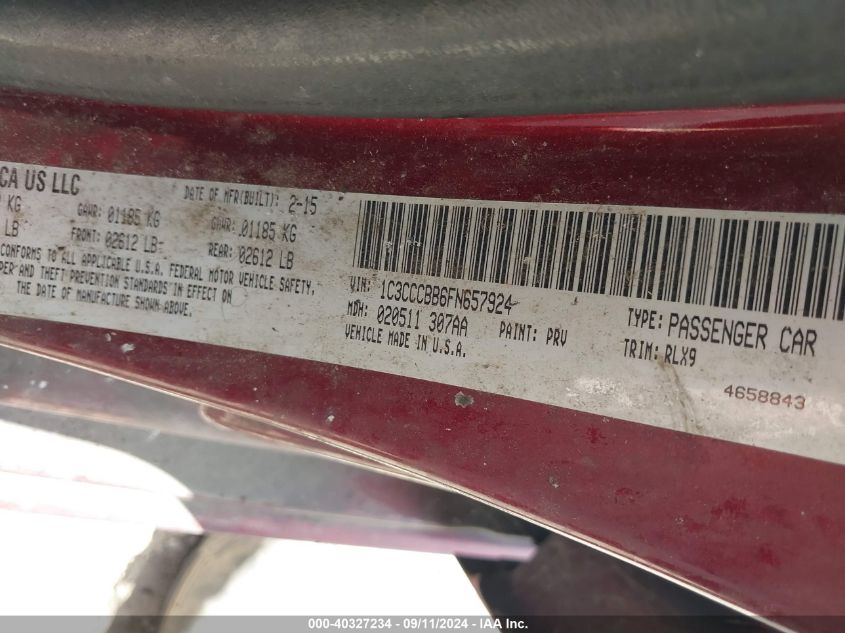 CA US LLC
DATE OF MFR(BUILT): 2-15
KG GAWR: 01185 KG GAWR: 01185 KG
LB FRONT: 02612 LB REAR: 02612 LB
CONFORMS TO ALL APPLICABLE U.S.A. FEDERAL MOTOR VEHICLE SAFETY,
PER AND THEFT PREVENTION STANDARDS IN EFFECT ON
THE DATE OF MANUFACTURE SHOWN ABOVE.
VIN: 1C3CCCBB6FN657924 TYPE: PASSENGER CAR
MDH: 020511 307AA PAINT: PRV TRIM: RLX9
VEHICLE MADE IN U.S.A.
4658843
000-40327234 - 09/11/2024 - IAA Inc.